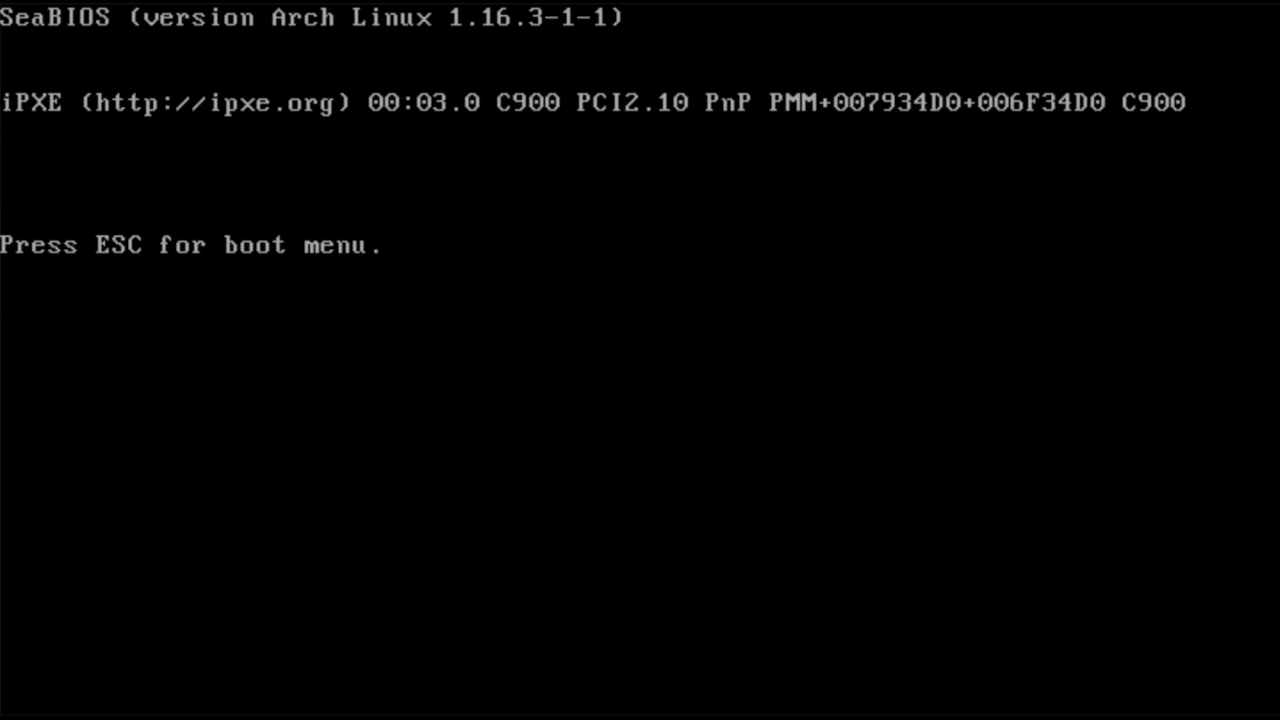 SeaBIOS (version Arch Linux 1.16.3-1-1)
iPXE (http://ipxe.org) 00:03.0 C900 PCI2.10 PnP PMM+007934D0+006F34D0 C900
Press ESC for boot menu.